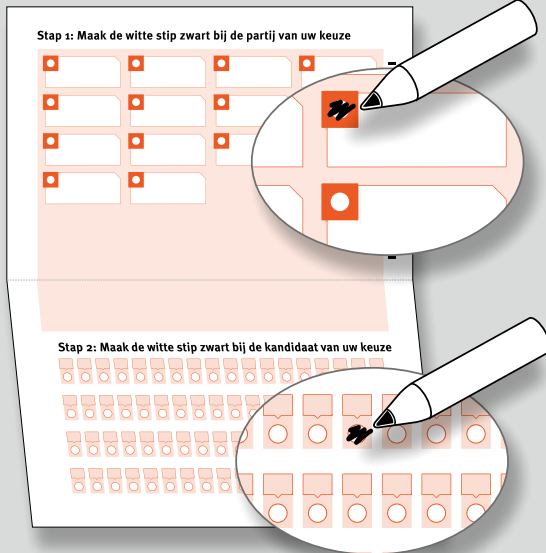 Stap 1: Maak de witte stip zwart bij de partij van uw keuze
Stap 2: Maak de witte stip zwart bij de kandidaat van uw keuze